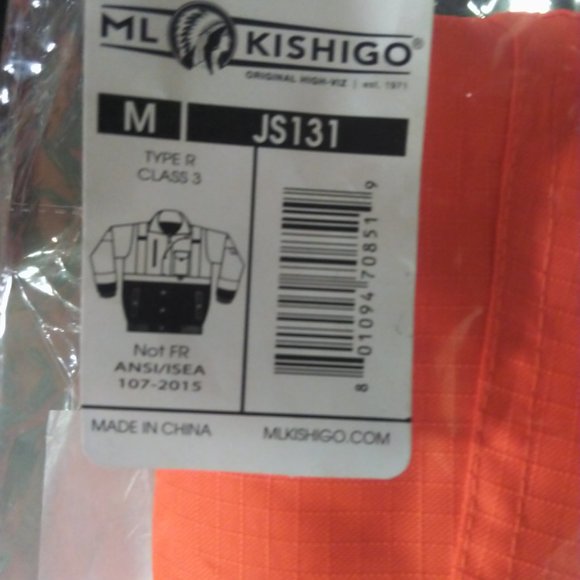 ML KISHIGO®
ORIGINAL HIGH-VIZ | est. 1971
M JS131
TYPE R
CLASS 3
Not FR
ANSI/ISEA
107-2015
8 01094 70851 9
MADE IN CHINA
MLKISHIGO.COM